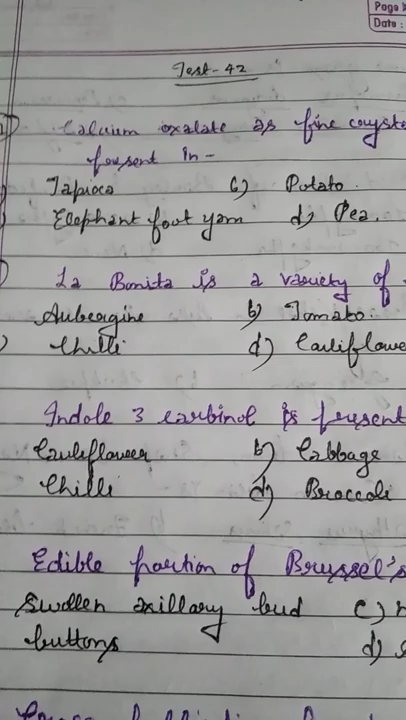 Page
Date :
Test - 42
Calcium oxalate as fine cryst
present in -
Tapioca c) Potato.
Elephant foot yam d) Pea.
La Bonita is a variety of
Aubergine b) Tomato.
Chilli d) Cauliflowe
Indole 3 carbinol is present
Cauliflower b) Cabbage
Chilli d) Broccoli
Edible portion of Brussel's
Swollen axillary bud c)
buttons d)